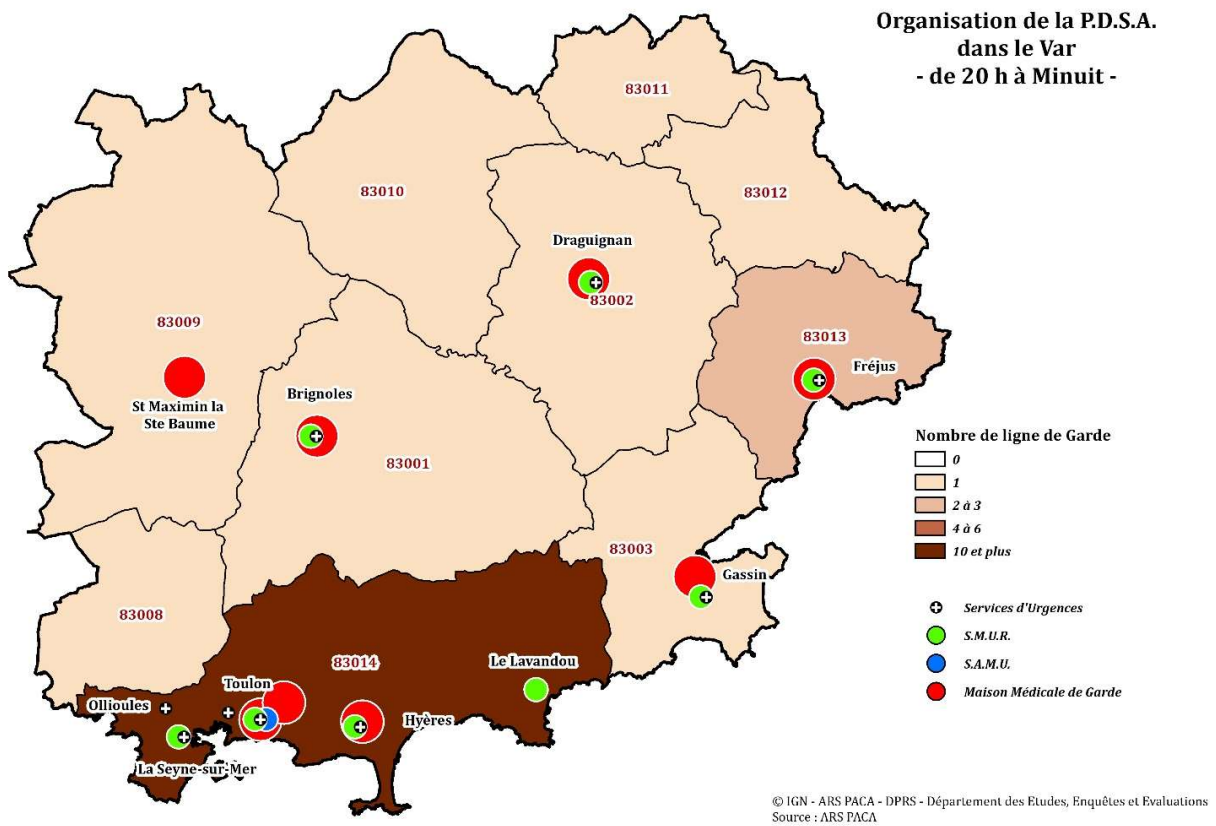 Organisation de la P.D.S.A.
dans le Var
- de 20 h à Minuit -
83011
83010
83012
Draguignan
83002
83009
83013
Fréjus
St Maximin la
Ste Baume
Brignoles
83001
Nombre de ligne de Garde
0
1
2 à 3
4 à 6
10 et plus
83003
Gassin
83008
83014
Le Lavandou
Toulon
Ollioules
Hyères
La Seyne-sur-Mer
Services d'Urgences
S.M.U.R.
S.A.M.U.
Maison Médicale de Garde
© IGN - ARS PACA - DPRS - Département des Etudes, Enquêtes et Evaluations
Source : ARS PACA